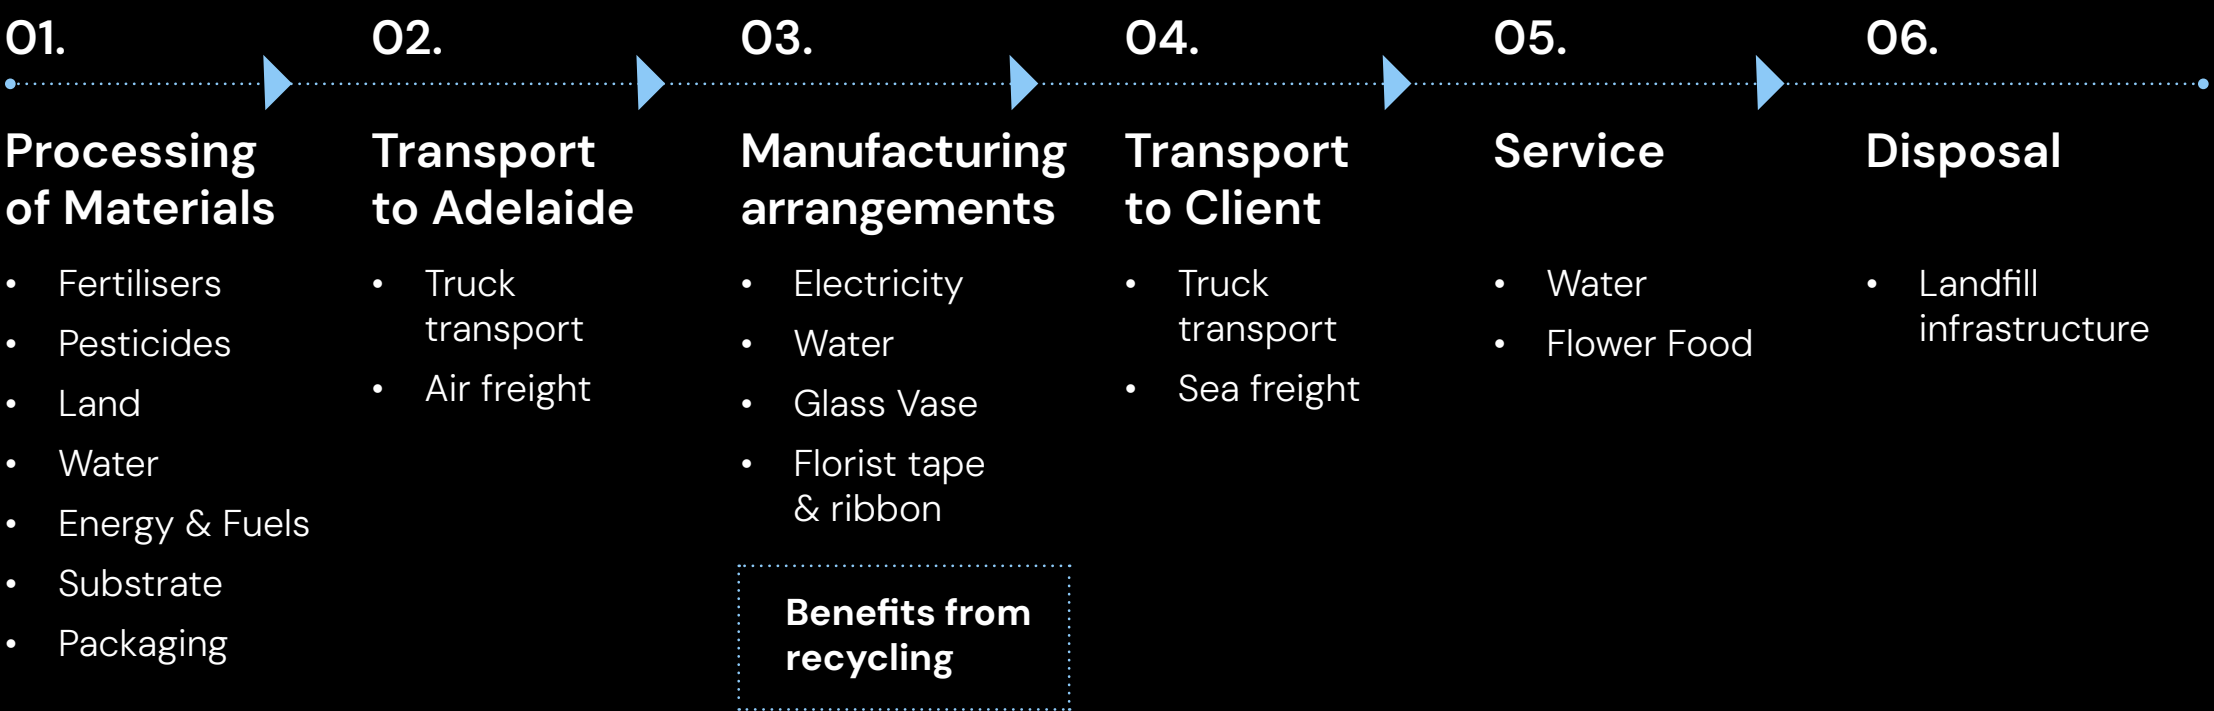 01.
Processing
of Materials
• Fertilisers
• Pesticides
• Land
• Water
• Energy & Fuels
• Substrate
• Packaging
02.
Transport
to Adelaide
• Truck
transport
• Air freight
03.
Manufacturing
arrangements
• Electricity
• Water
• Glass Vase
• Florist tape
& ribbon
Benefits from
recycling
04.
Transport
to Client
• Truck
transport
• Sea freight
05.
Service
• Water
• Flower Food
06.
Disposal
• Landfill
infrastructure